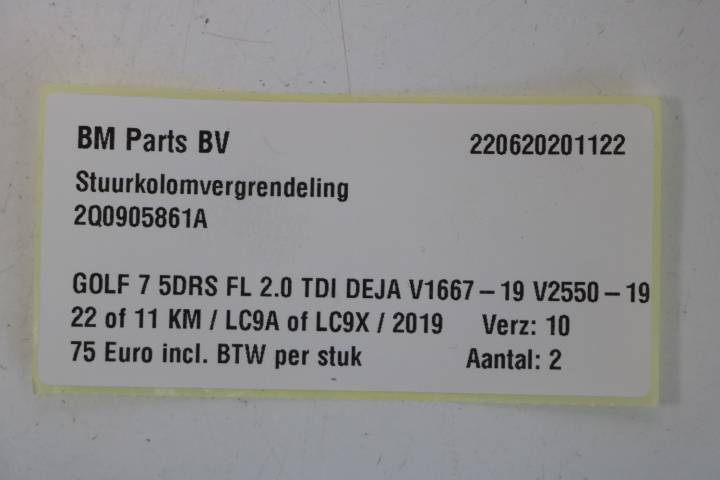 BM Parts BV 220620201122
Stuurkolomvergrendeling
2Q0905861A
GOLF 7 5DRS FL 2.0 TDI DEJA V1667 – 19 V2550 – 19
22 of 11 KM / LC9A of LC9X / 2019 Verz: 10
75 Euro incl. BTW per stuk Aantal: 2